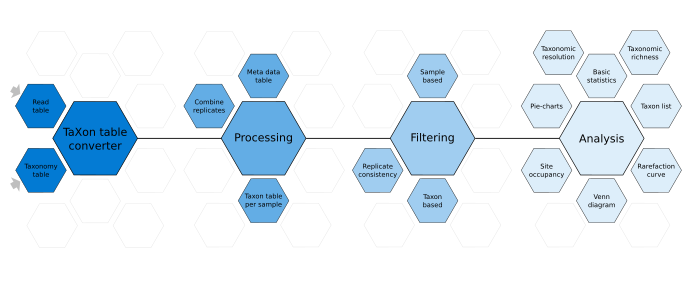 Read
table
Taxonomy
table
TaXon table
converter
Meta data
table
Combine
replicates
Processing
Taxon table
per sample
Sample
based
Filtering
Replicate
consistency
Taxon
based
Taxonomic
resolution
Taxonomic
richness
Basic
statistics
Pie-charts
Taxon list
Analysis
Site
occupancy
Rarefaction
curve
Venn
diagram